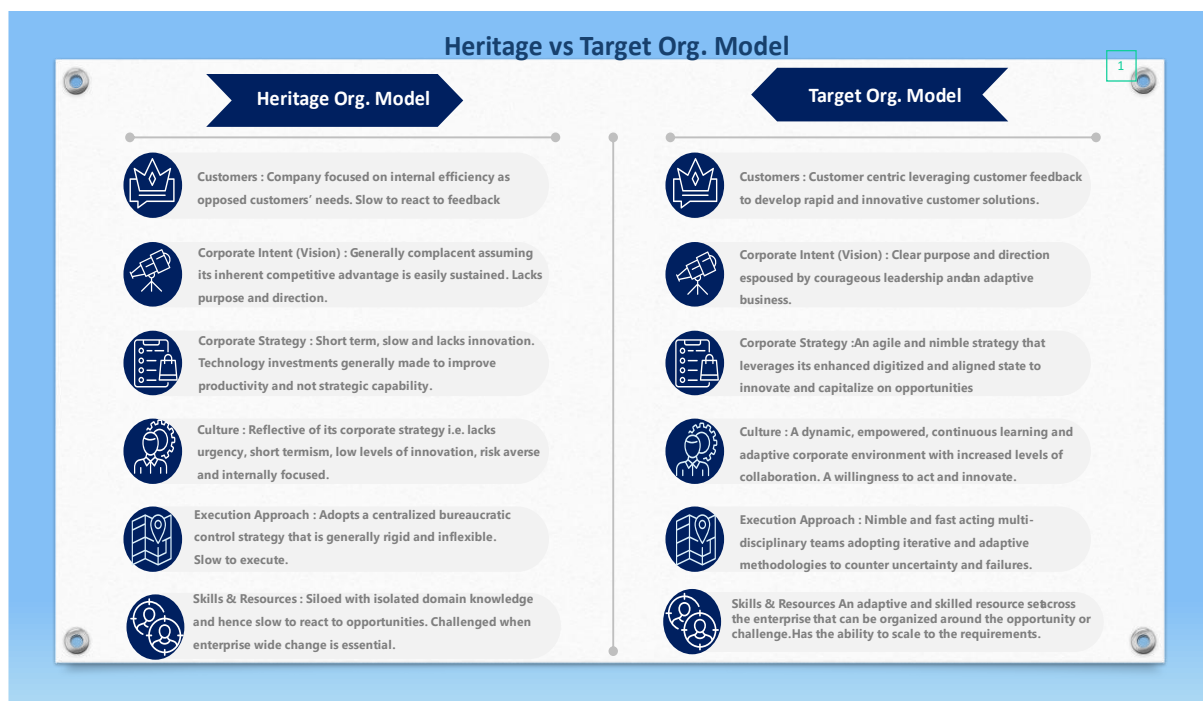 Heritage vs Target Org. Model
1
Heritage Org. Model
Customers : Company focused on internal efficiency as
opposed customers’ needs. Slow to react to feedback
Corporate Intent (Vision) : Generally complacent assuming
its inherent competitive advantage is easily sustained. Lacks
purpose and direction.
Corporate Strategy : Short term, slow and lacks innovation.
Technology investments generally made to improve
productivity and not strategic capability.
Culture : Reflective of its corporate strategy i.e. lacks
urgency, short termism, low levels of innovation, risk averse
and internally focused.
Execution Approach : Adopts a centralized bureaucratic
control strategy that is generally rigid and inflexible.
Slow to execute.
Skills & Resources : Siloed with isolated domain knowledge
and hence slow to react to opportunities. Challenged when
enterprise wide change is essential.
Target Org. Model
Customers : Customer centric leveraging customer feedback
to develop rapid and innovative customer solutions.
Corporate Intent (Vision) : Clear purpose and direction
espoused by courageous leadership and an adaptive
business.
Corporate Strategy :An agile and nimble strategy that
leverages its enhanced digitized and aligned state to
innovate and capitalize on opportunities
Culture : A dynamic, empowered, continuous learning and
adaptive corporate environment with increased levels of
collaboration. A willingness to act and innovate.
Execution Approach : Nimble and fast acting multi-
disciplinary teams adopting iterative and adaptive
methodologies to counter uncertainty and failures.
Skills & Resources An adaptive and skilled resource set across
the enterprise that can be organized around the opportunity or
challenge.Has the ability to scale to the requirements.